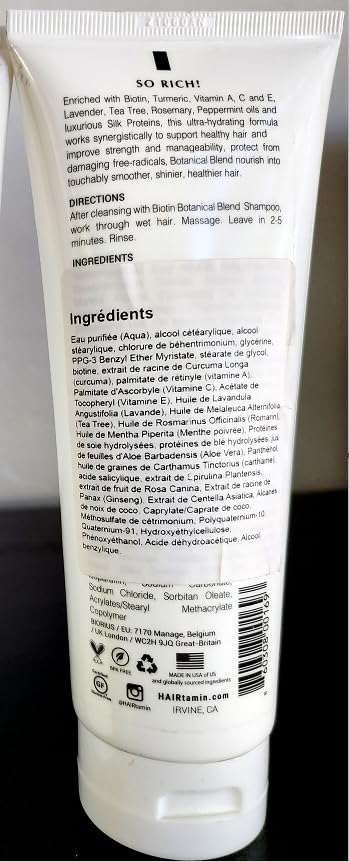 SO RICH!
Enriched with Biotin, Turmeric, Vitamin A, C and E,
Lavender, Tea Tree, Rosemary, Peppermint oils and
luxurious Silk Proteins, this ultra-hydrating formula
works synergistically to support healthy hair and
improve strength and manageability, protect from
damaging free-radicals, Botanical Blend nourish into
touchably smoother, shinier, healthier hair.
DIRECTIONS
After cleansing with Biotin Botanical Blend Shampoo,
work through wet hair. Massage. Leave in 2-5
minutes. Rinse.
INGREDIENTS
Ingrédients
Eau purifiée (Aqua), alcool cétéarylique, alcool
stéarylique, chlorure de béhentrimonium, glycérine,
PPG-3 Benzyl Ether Myristate, stéarate de glycol,
biotine, extrait de racine de Curcuma Longa
(curcuma), palmitate de rétinyle (vitamine A),
Palmitate d'Ascorbyle (Vitamine C), Acétate de
Tocopheryl (Vitamine E), Huile de Lavandula
Angustifolia (Lavande), Huile de Melaleuca Alternifolia
(Tea Tree), Huile de Rosmarinus Officinalis (Romarin),
Huile de Mentha Piperita (Menthe poivrée), Protéines
de soie hydrolysées, protéines de blé hydrolysées, jus
de feuilles d'Aloe Barbadensis (Aloe Vera), Panthénol,
huile de graines de Carthamus Tinctorius (carthame),
acide salicylique, extrait de Spirulina Plantensis,
extrait de fruit de Rosa Canina, Extrait de racine de
Panax (Ginseng), Extrait de Centella Asiatica, Alcanes
de noix de coco, Caprylate/Caprate de coco,
Méthosulfate de cétrimonium, Polyquaternium-10,
Quaternium-91, Hydroxyéthylcellulose,
Phénoxyéthanol, Acide déhydroacétique, Alcool
benzylique.
Sodium Chloride, Sorbitan Oleate,
Acrylates/Stearyl Methacrylate
Copolymer
BIORIUS / EU: 7170 Manage, Belgium
/ UK London / WC2H 9JQ Great-Britain
BPA FREE
MADE IN USA of US
and globally sourced ingredients
Certified
GF
@HAIRtamin
HAIRtamin.com
IRVINE, CA